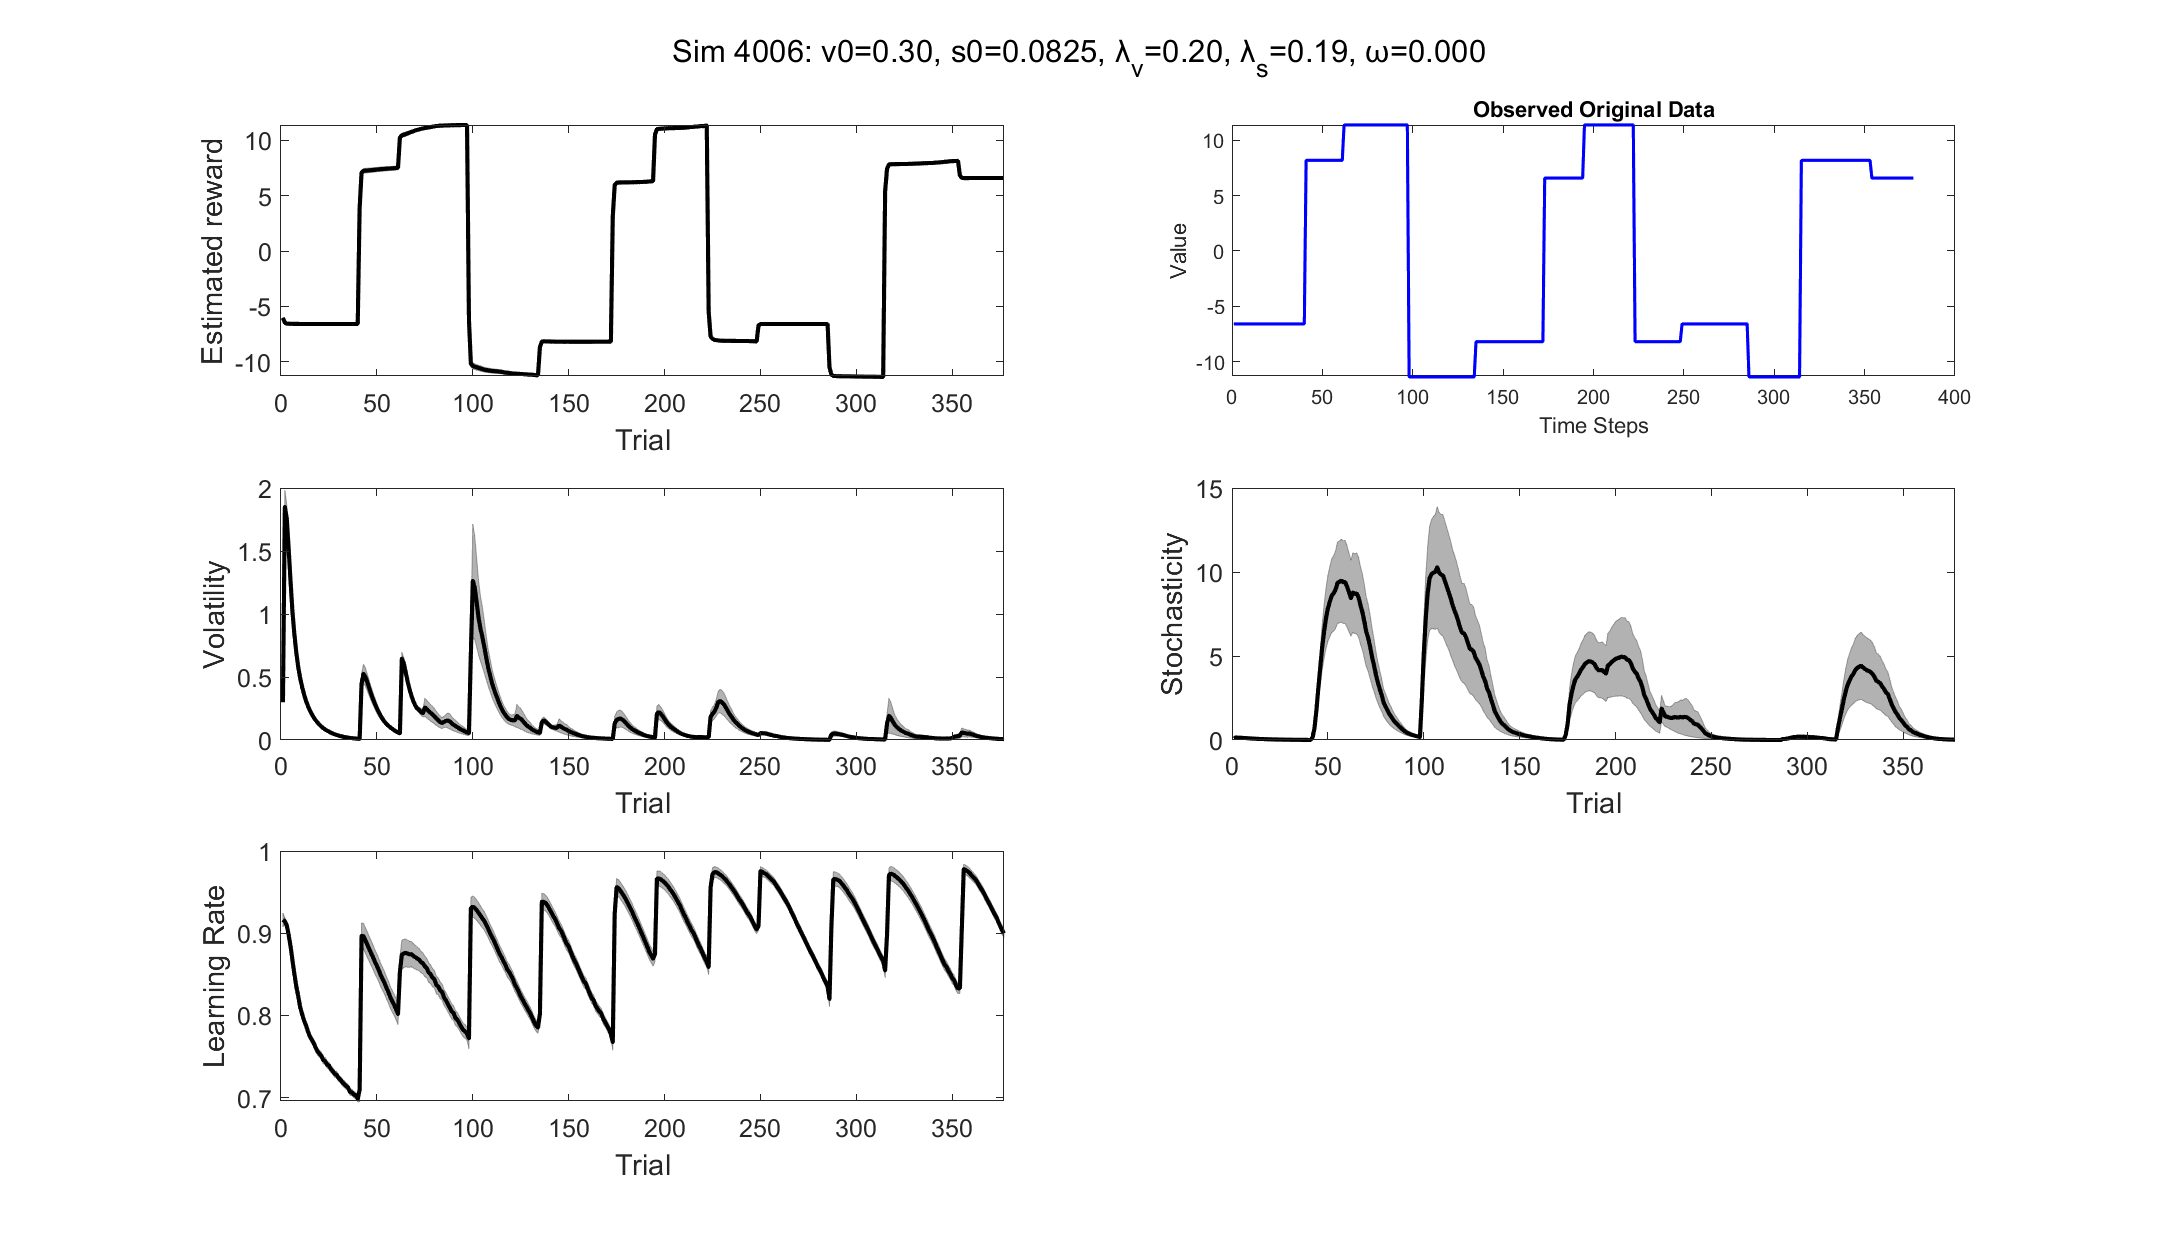 Sim 4006: v0=0.30, s0=0.0825, λv=0.20, λs=0.19, ω=0.000
Estimated reward
10
5
0
-5
-10
0 50 100 150 200 250 300 350
Trial
Observed Original Data
Value
10
5
0
-5
-10
0 50 100 150 200 250 300 350 400
Time Steps
Volatility
2
1.5
1
0.5
0
0 50 100 150 200 250 300 350
Trial
Stochasticity
15
10
5
0
0 50 100 150 200 250 300 350
Trial
Learning Rate
1
0.9
0.8
0.7
0 50 100 150 200 250 300 350
Trial